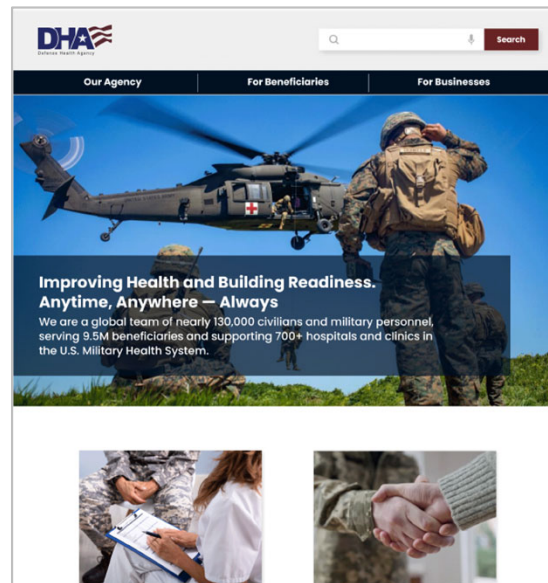 DHA
Defense Health Agency
Search
Our Agency
For Beneficiaries
For Businesses
Improving Health and Building Readiness.
Anytime, Anywhere — Always
We are a global team of nearly 130,000 civilians and military personnel,
serving 9.5M beneficiaries and supporting 700+ hospitals and clinics in
the U.S. Military Health System.